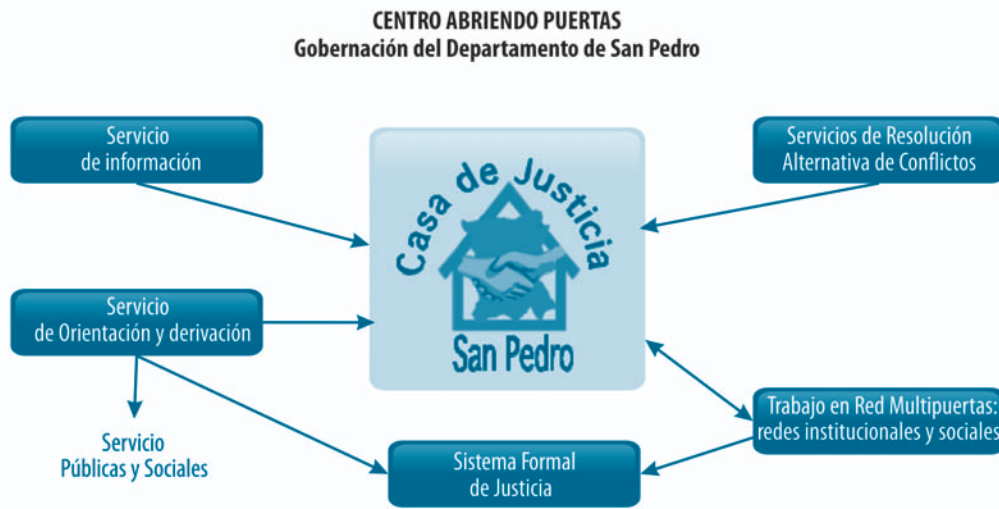 CENTRO ABRIENDO PUERTAS
Gobernación del Departamento de San Pedro
Servicio
de información
Servicios de Resolución
Alternativa de Conflictos
Casa de Justicia
San Pedro
Servicio
de Orientación y derivación
Servicio
Públicas y Sociales
Sistema Formal
de Justicia
Trabajo en Red Multipuertas:
redes institucionales y sociales